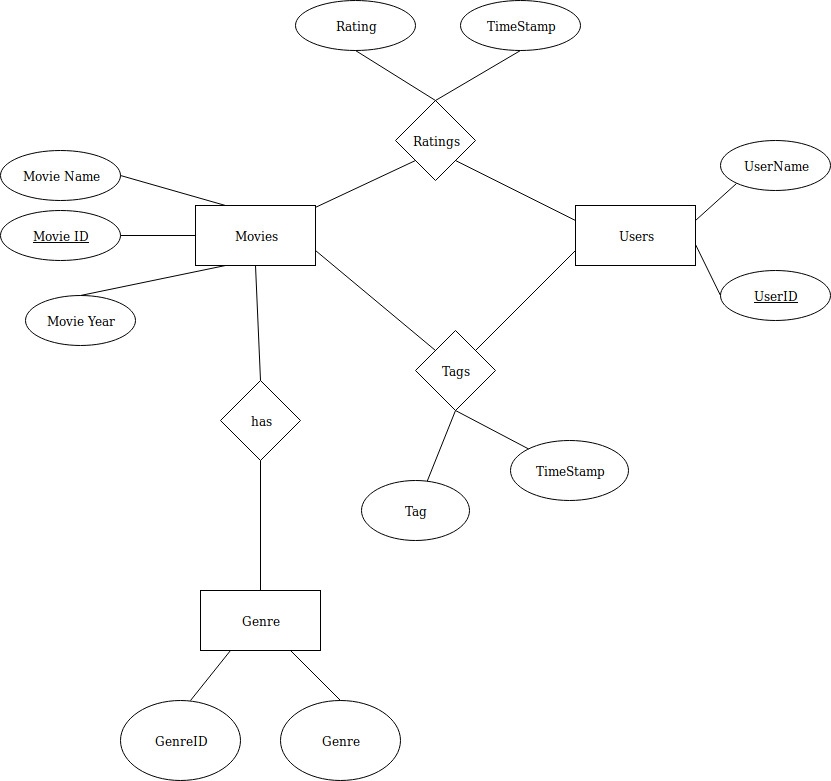 Rating
TimeStamp
Ratings
Movie Name
UserName
Movie ID
Movies
Users
UserID
Movie Year
Tags
has
TimeStamp
Tag
Genre
GenreID
Genre